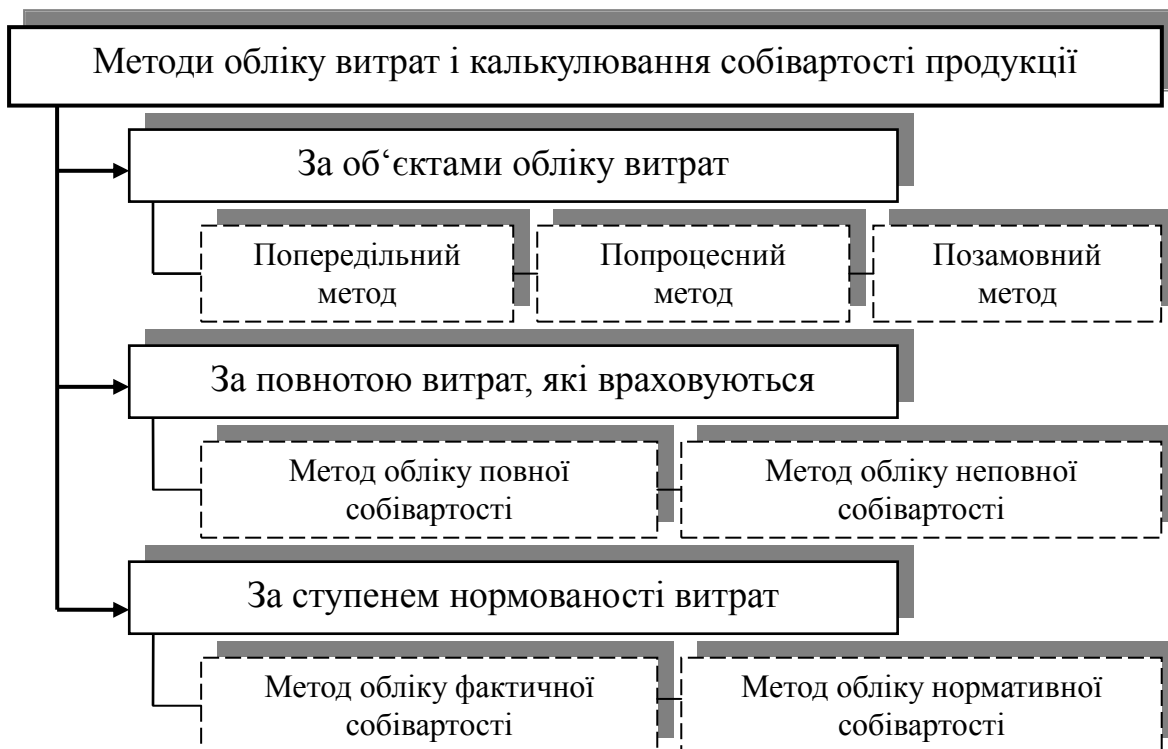 Методи обліку витрат і калькулювання собівартості продукції
За об‘єктами обліку витрат
Попередільний
метод
Попроцесний
метод
Позамовний
метод
За повнотою витрат, які враховуються
Метод обліку повної
собівартості
Метод обліку неповної
собівартості
За ступенем нормованості витрат
Метод обліку фактичної
собівартості
Метод обліку нормативної
собівартості